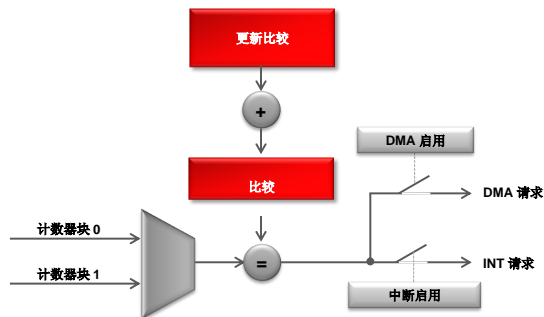 更新比较
+
DMA 启用
比较
DMA 请求
计数器块 0
计数器块 1
=
INT 请求
中断启用